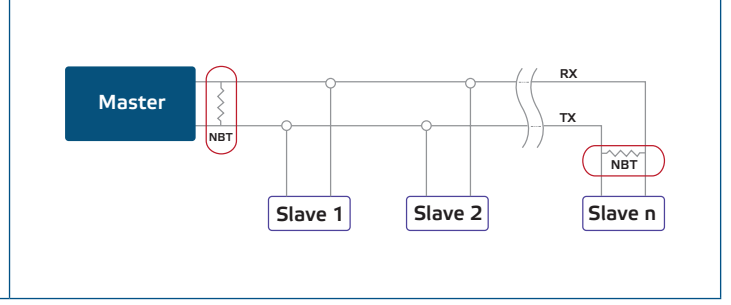 RX
Master
TX
NBT
NBT
Slave 1
Slave 2
Slave n